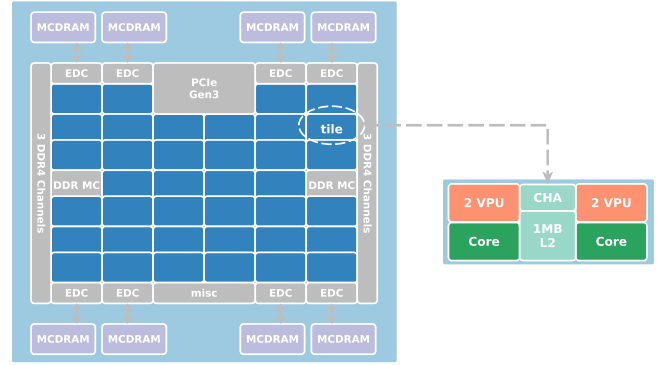 MCDRAM
MCDRAM
MCDRAM
MCDRAM
EDC
EDC
PCIe
Gen3
EDC
EDC
tile
3 DDR4 Channels
3 DDR4 Channels
DDR MC
DDR MC
EDC
EDC
misc
EDC
EDC
MCDRAM
MCDRAM
MCDRAM
MCDRAM
2 VPU
CHA
2 VPU
Core
1MB
L2
Core